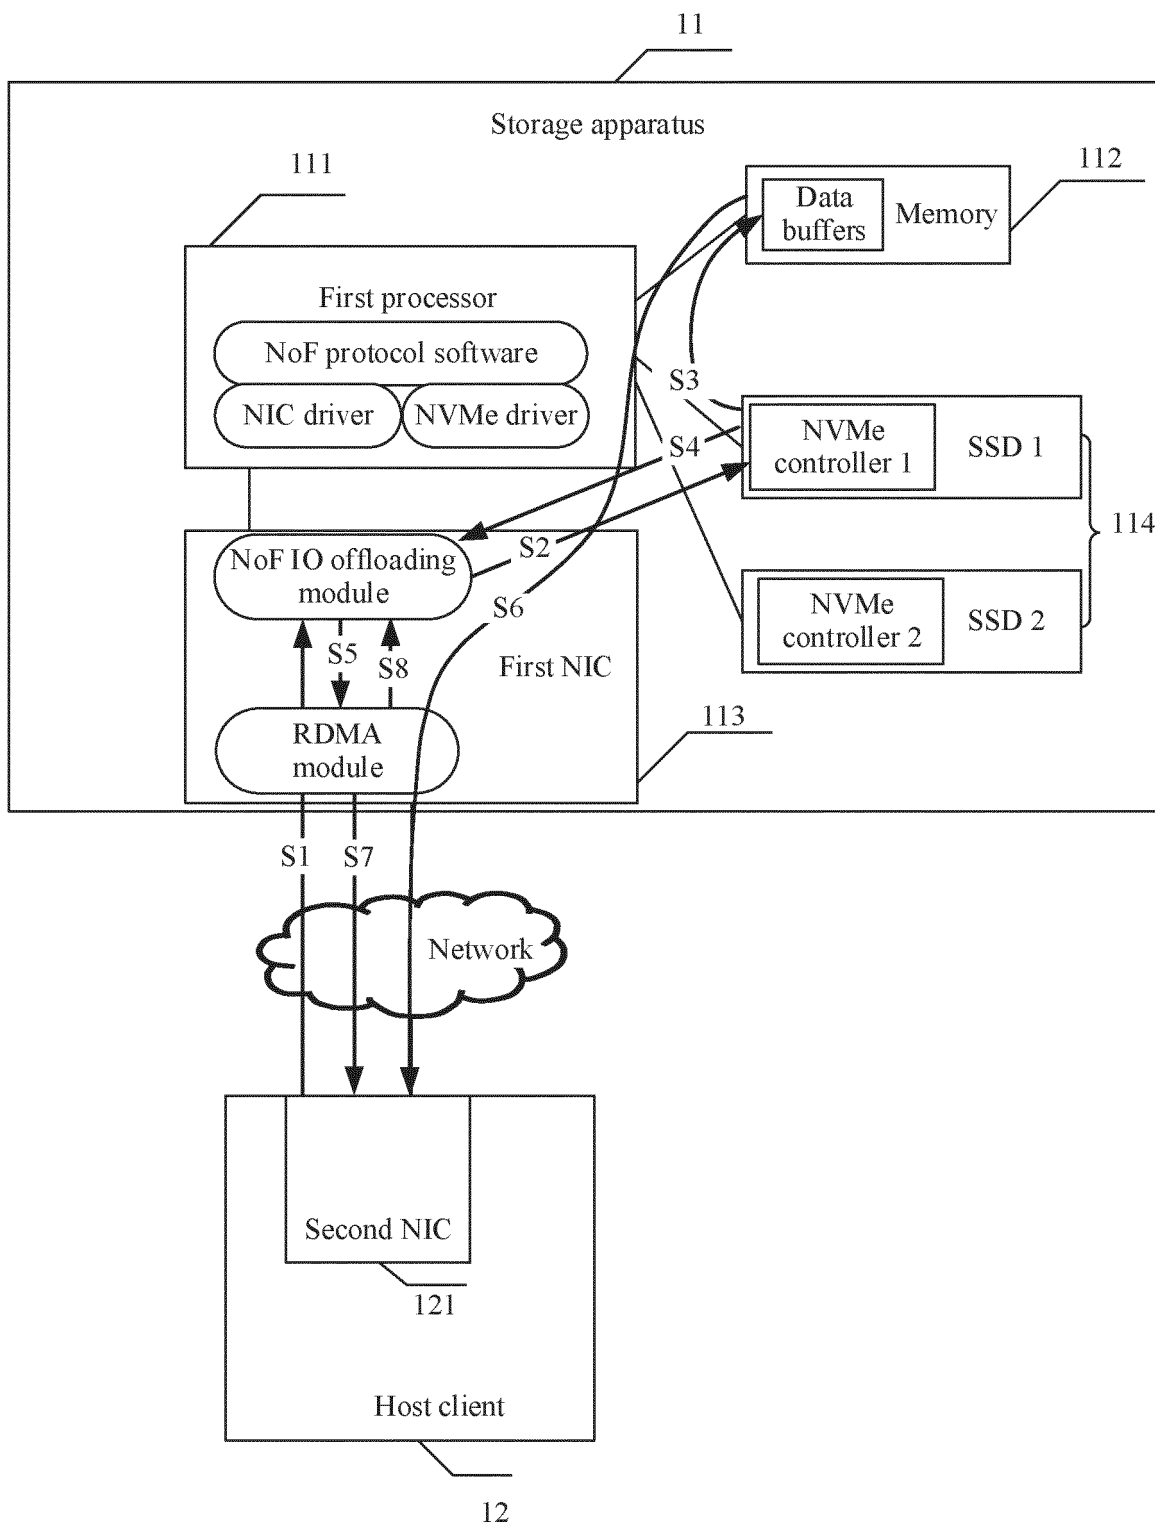 11
Storage apparatus
111
112
Data
buffers
Memory
First processor
NoF protocol software
NIC driver
NVMe driver
S3
S4
NVMe
controller 1
SSD 1
114
NoF IO offloading
module
S2
S6
NVMe
controller 2
SSD 2
S5
S8
First NIC
113
RDMA
module
S1
S7
Network
Second NIC
121
Host client
12